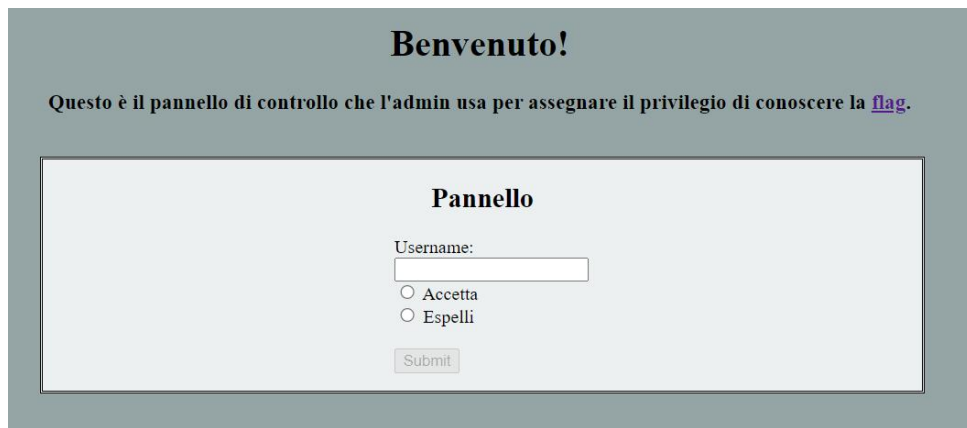 Benvenuto!
Questo è il pannello di controllo che l'admin usa per assegnare il privilegio di conoscere la flag.
Pannello
Username:
Accetta
Espelli
Submit